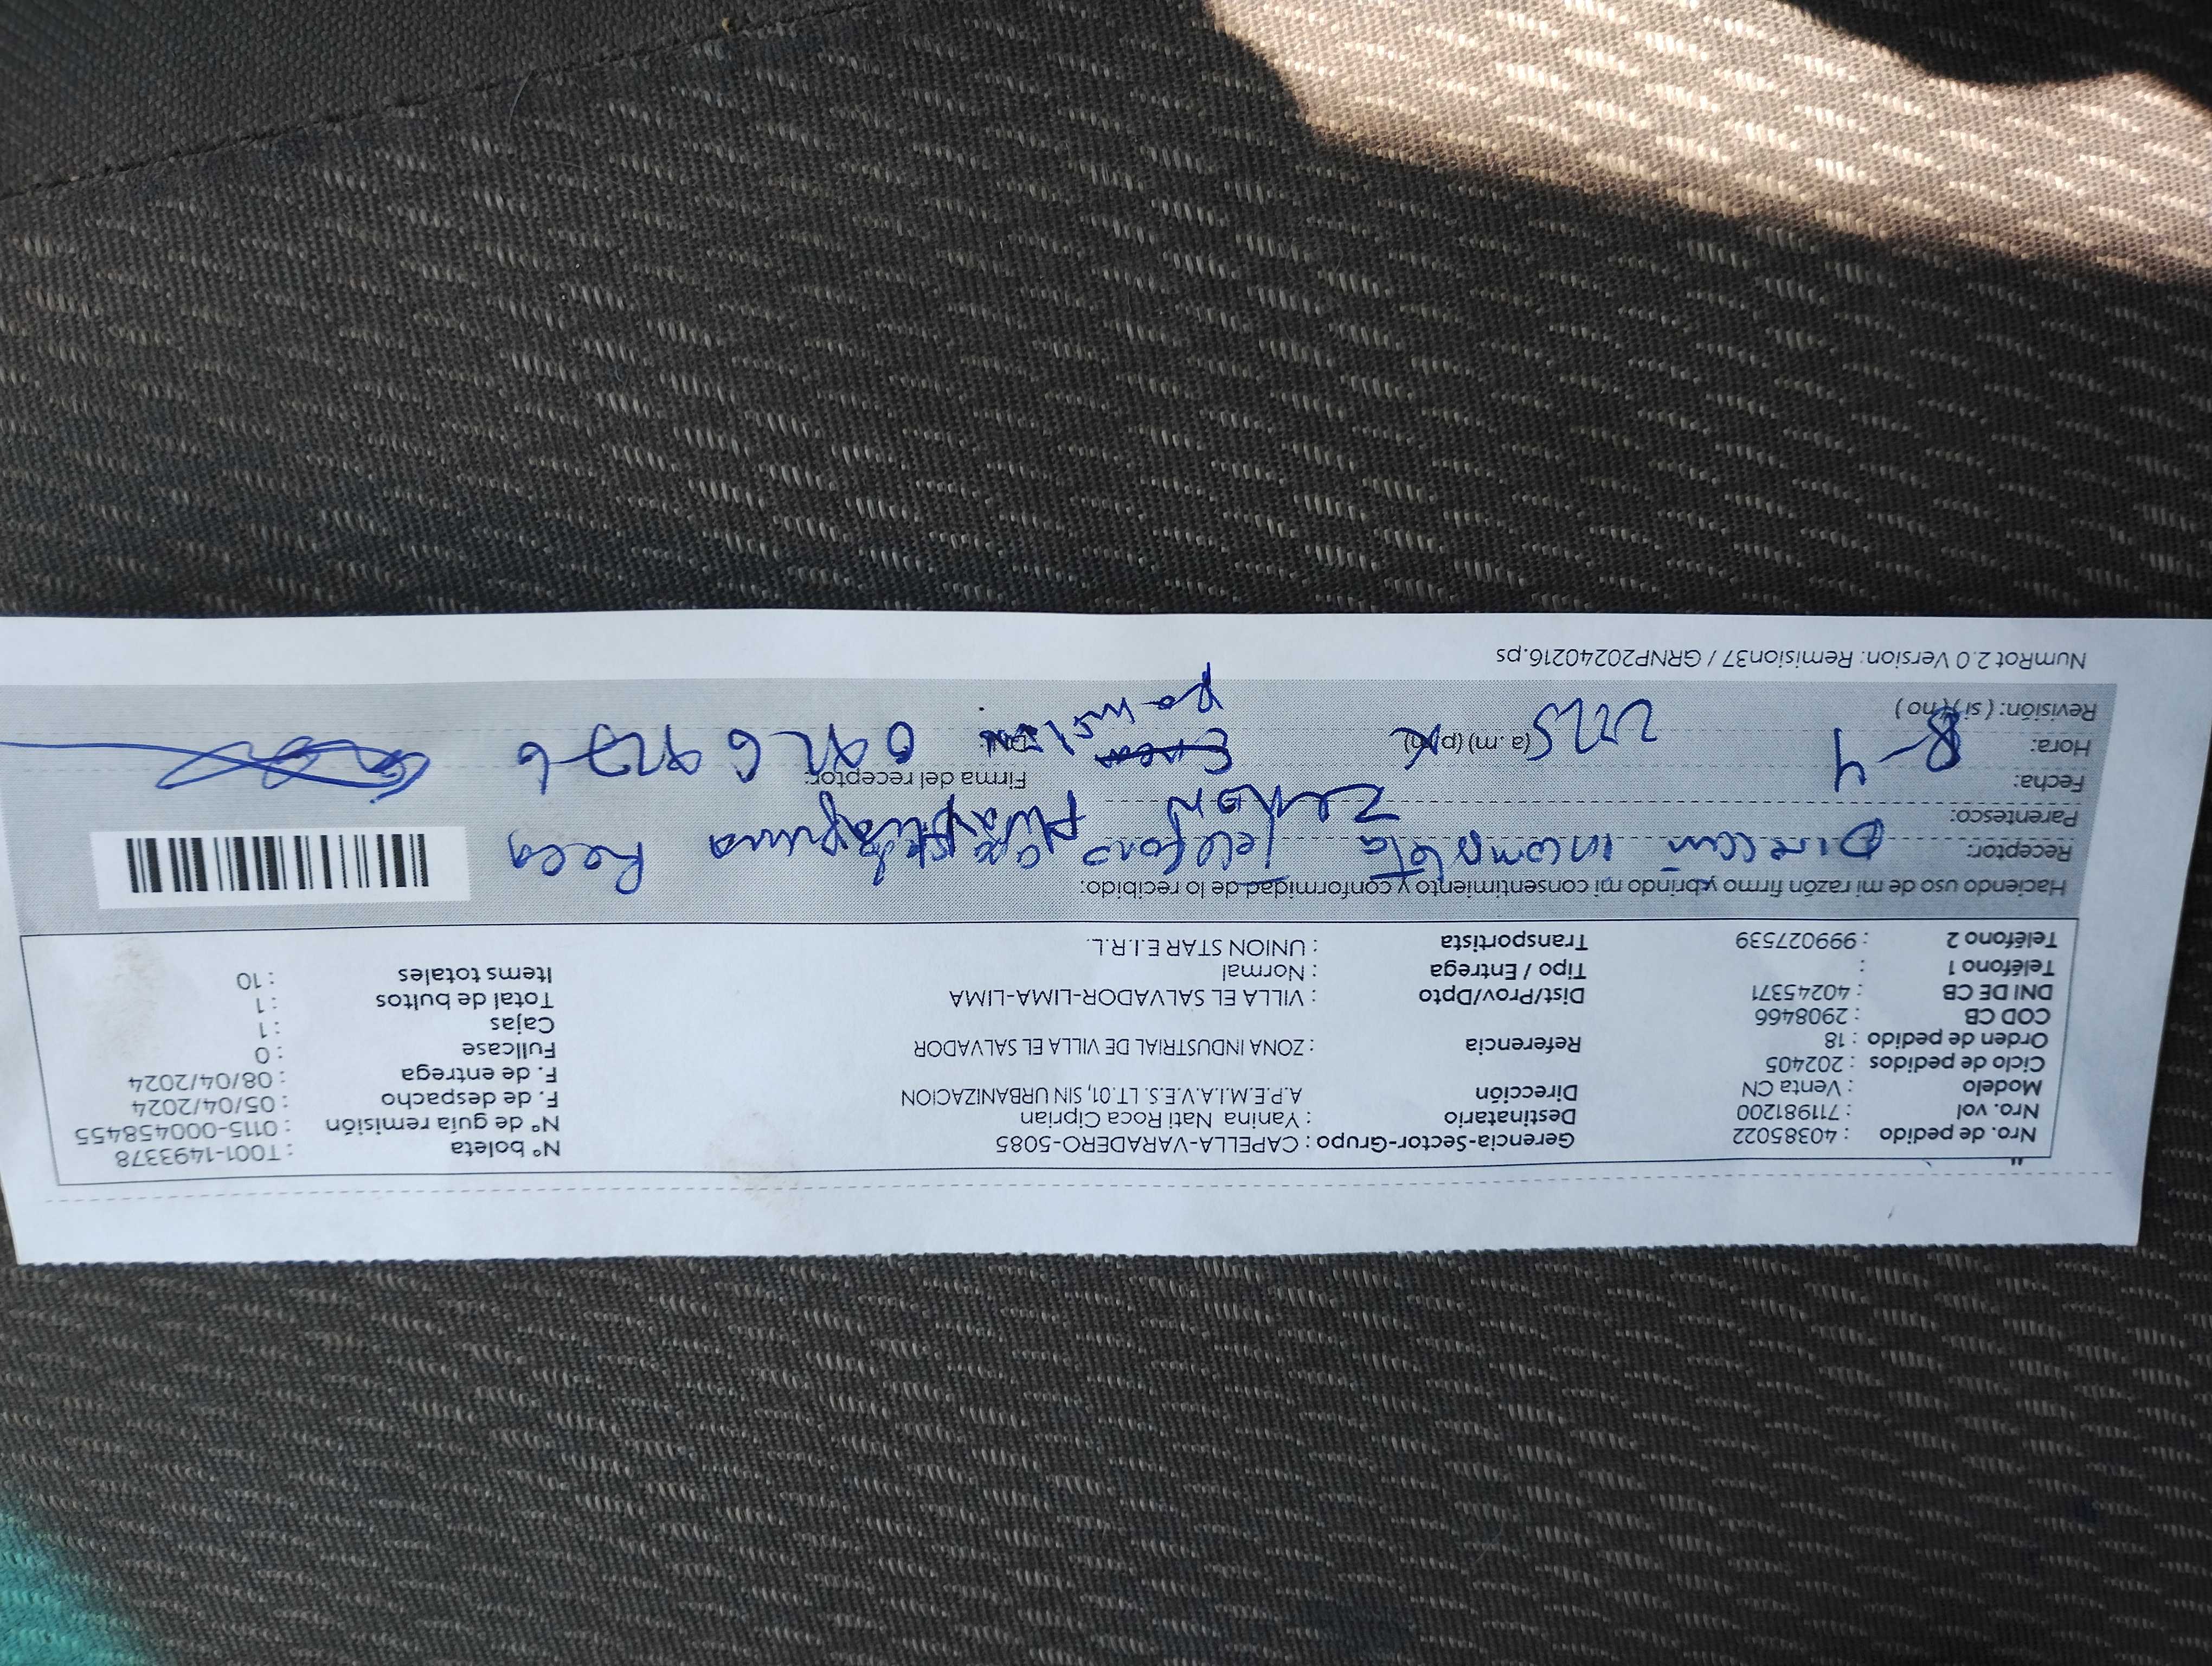 Nro. de pedido : 40385022 Gerencia-Sector-Grupo : CAPELLA-VARADERO-5085 N° boleta : T001-1493378
Nro. vol : 711981200 Destinatario : Yanina Nati Roca Ciprian N° de guía remisión : 0115-000458455
Modelo : Venta CN Dirección A.P.E.M.I.A.V.E.S. LT.01, SIN URBANIZACION F. de despacho : 05/04/2024
Ciclo de pedidos : 202405 F. de entrega : 08/04/2024
Orden de pedido : 18 Referencia : ZONA INDUSTRIAL DE VILLA EL SALVADOR Fullcase : 0
COD CB : 2908466 Cajas : 1
DNI DE CB : 40245371 Dist/Prov/Dpto : VILLA EL SALVADOR-LIMA-LIMA Total de bultos : 1
Teléfono 1 : Tipo / Entrega : Normal Items totales : 10
Teléfono 2 : 999027539 Transportista : UNION STAR E.I.R.L.
Haciendo uso de mi razón firmo y brindo mi consentimiento y conformidad de lo recibido:
Receptor: incompleta Telefono Roca
Parentesco:
Fecha: 8-4 Firma del receptor:
Hora: (a.m) (p.m) DNI:
Revisión: ( si ) ( no )
NumRot 2.0 Version: Remision37 / GRNP20240216.ps